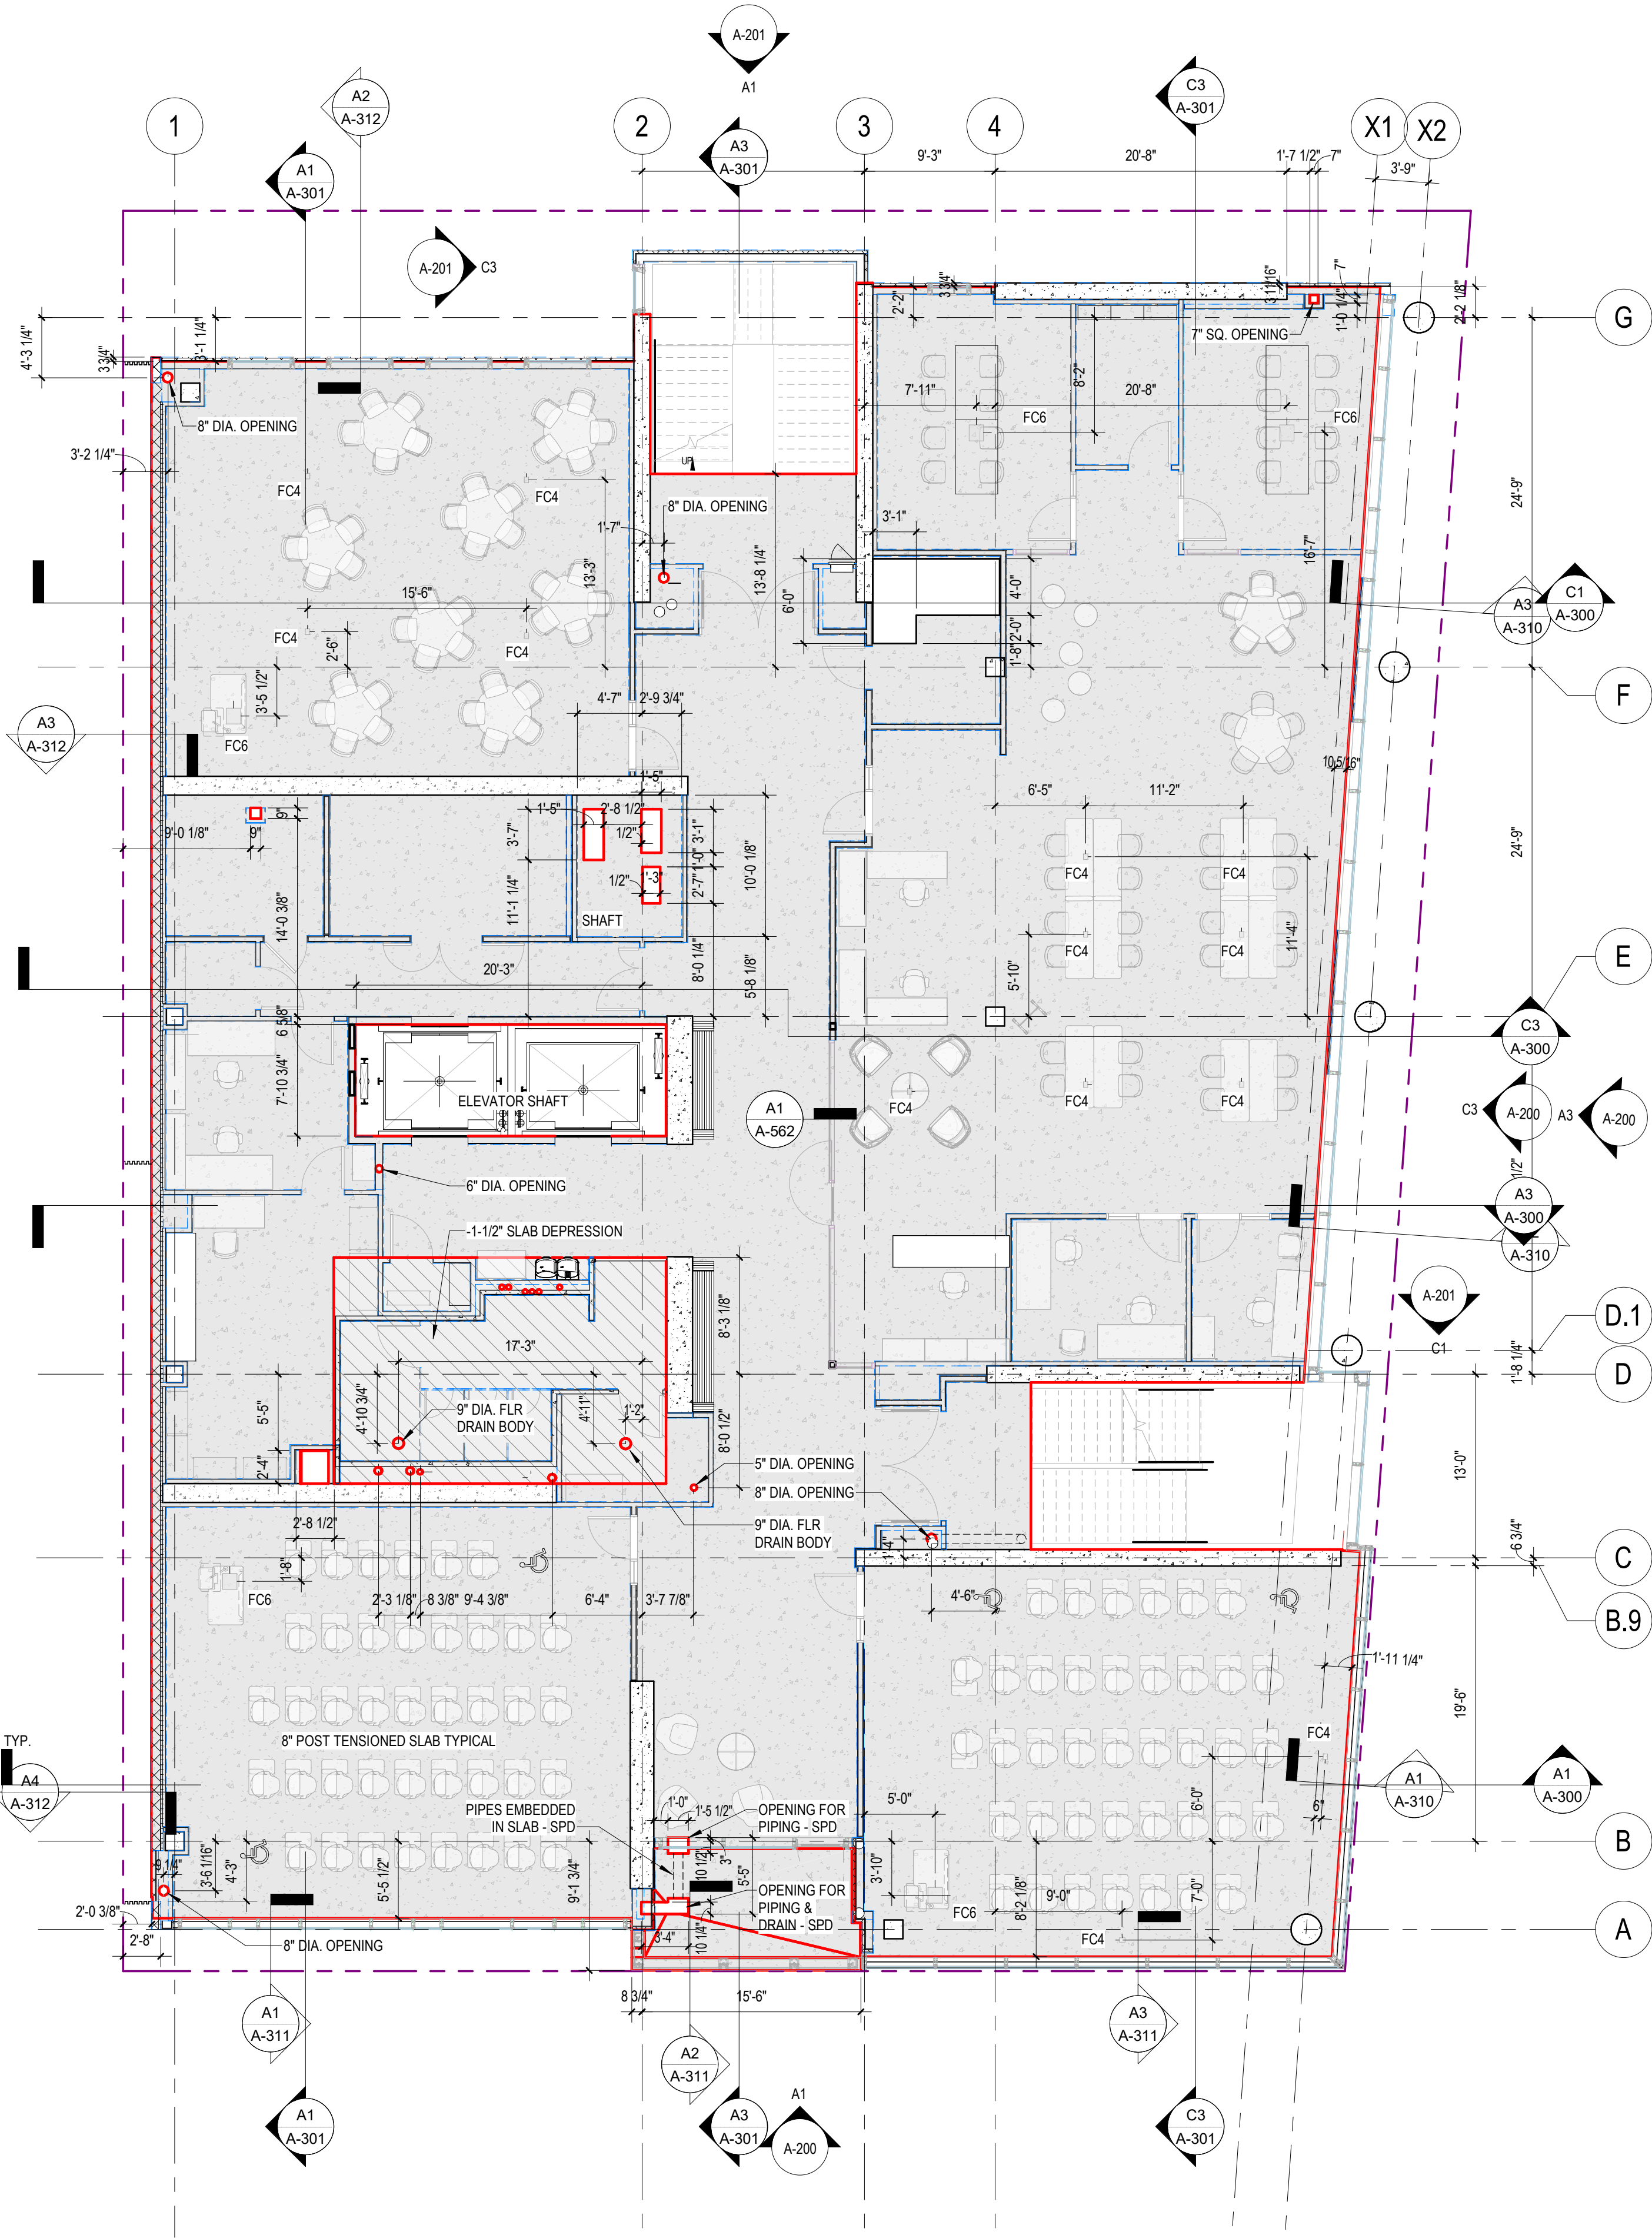 A-201
A1
A2
A-312
C3
A-301
1
2
3
4
X1
X2
A3
A-301
A1
A-301
9'-3"
20'-8"
1'-7 1/2"
7"
3'-9"
A-201
C3
4'-3 1/4"
3 3/4"
3'-1 1/4"
2'-2"
3 3/4"
3 11/16"
1'-0 1/4"
7"
2'-2 1/8"
G
7" SQ. OPENING
8" DIA. OPENING
3'-2 1/4"
7'-11"
8'-2"
20'-8"
FC6
FC6
UP
FC4
FC4
8" DIA. OPENING
1'-7"
3'-1"
24'-9"
13'-3"
13'-8 1/4"
6'-0"
4'-0"
16'-7"
15'-6"
C1
A-300
A3
A-310
FC4
FC4
2'-6"
2'-0"
1'-8"
F
3'-5 1/2"
4'-7"
2'-9 3/4"
A3
A-312
FC6
10 5/16"
1'-5"
6'-5"
11'-2"
9'-0 1/8"
9"
9"
1'-5"
2'-8 1/2"
3'-7"
1/2"
3'-1"
1'-0"
24'-9"
FC4
FC4
1/2"
1'-3"
2'-7"
10'-0 1/8"
11'-1 1/4"
SHAFT
14'-0 3/8"
FC4
FC4
11'-4"
E
20'-3"
8'-0 1/4"
5'-8 1/8"
5'-10"
6 5/8"
7'-10 3/4"
C3
A-300
ELEVATOR SHAFT
A1
A-562
FC4
FC4
FC4
C3
A-200
A3
A-200
6" DIA. OPENING
1/2"
A3
A-300
A-310
-1-1/2" SLAB DEPRESSION
A-201
C1
D.1
8'-3 1/8"
17'-3"
1'-8 1/4"
D
5'-5"
4'-10 3/4"
9" DIA. FLR
DRAIN BODY
4'-11"
1'-2"
8'-0 1/2"
2'-4"
5" DIA. OPENING
13'-0"
8" DIA. OPENING
2'-8 1/2"
9" DIA. FLR
DRAIN BODY
1'-4"
6 3/4"
C
1'-8"
FC6
2'-3 1/8"
8 3/8"
9'-4 3/8"
6'-4"
3'-7 7/8"
4'-6"
B.9
1'-11 1/4"
19'-6"
TYP.
8" POST TENSIONED SLAB TYPICAL
FC4
A4
A-312
A1
A-310
A1
A-300
PIPES EMBEDDED
IN SLAB - SPD
1'-0"
1'-5 1/2"
OPENING FOR
PIPING - SPD
5'-0"
6'-0"
6"
B
9 1/4"
3'-6 1/16"
4'-3"
5'-5 1/2"
9'-1 3/4"
10 1/2"
3"
5'-5"
OPENING FOR
PIPING &
DRAIN - SPD
3'-10"
8'-2 1/8"
9'-0"
7'-0"
FC6
FC4
A
2'-0 3/8"
2'-8"
8" DIA. OPENING
3'-4"
10 1/4"
8 3/4"
15'-6"
A1
A-311
A3
A-311
A2
A-311
A1
A-301
A3
A-301
A1
A-200
C3
A-301